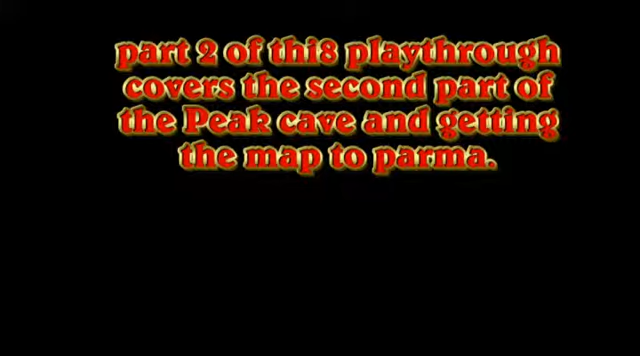 part 2 of thi8 playthrough
covers the second part of
the Peak cave and getting
the map to parma.